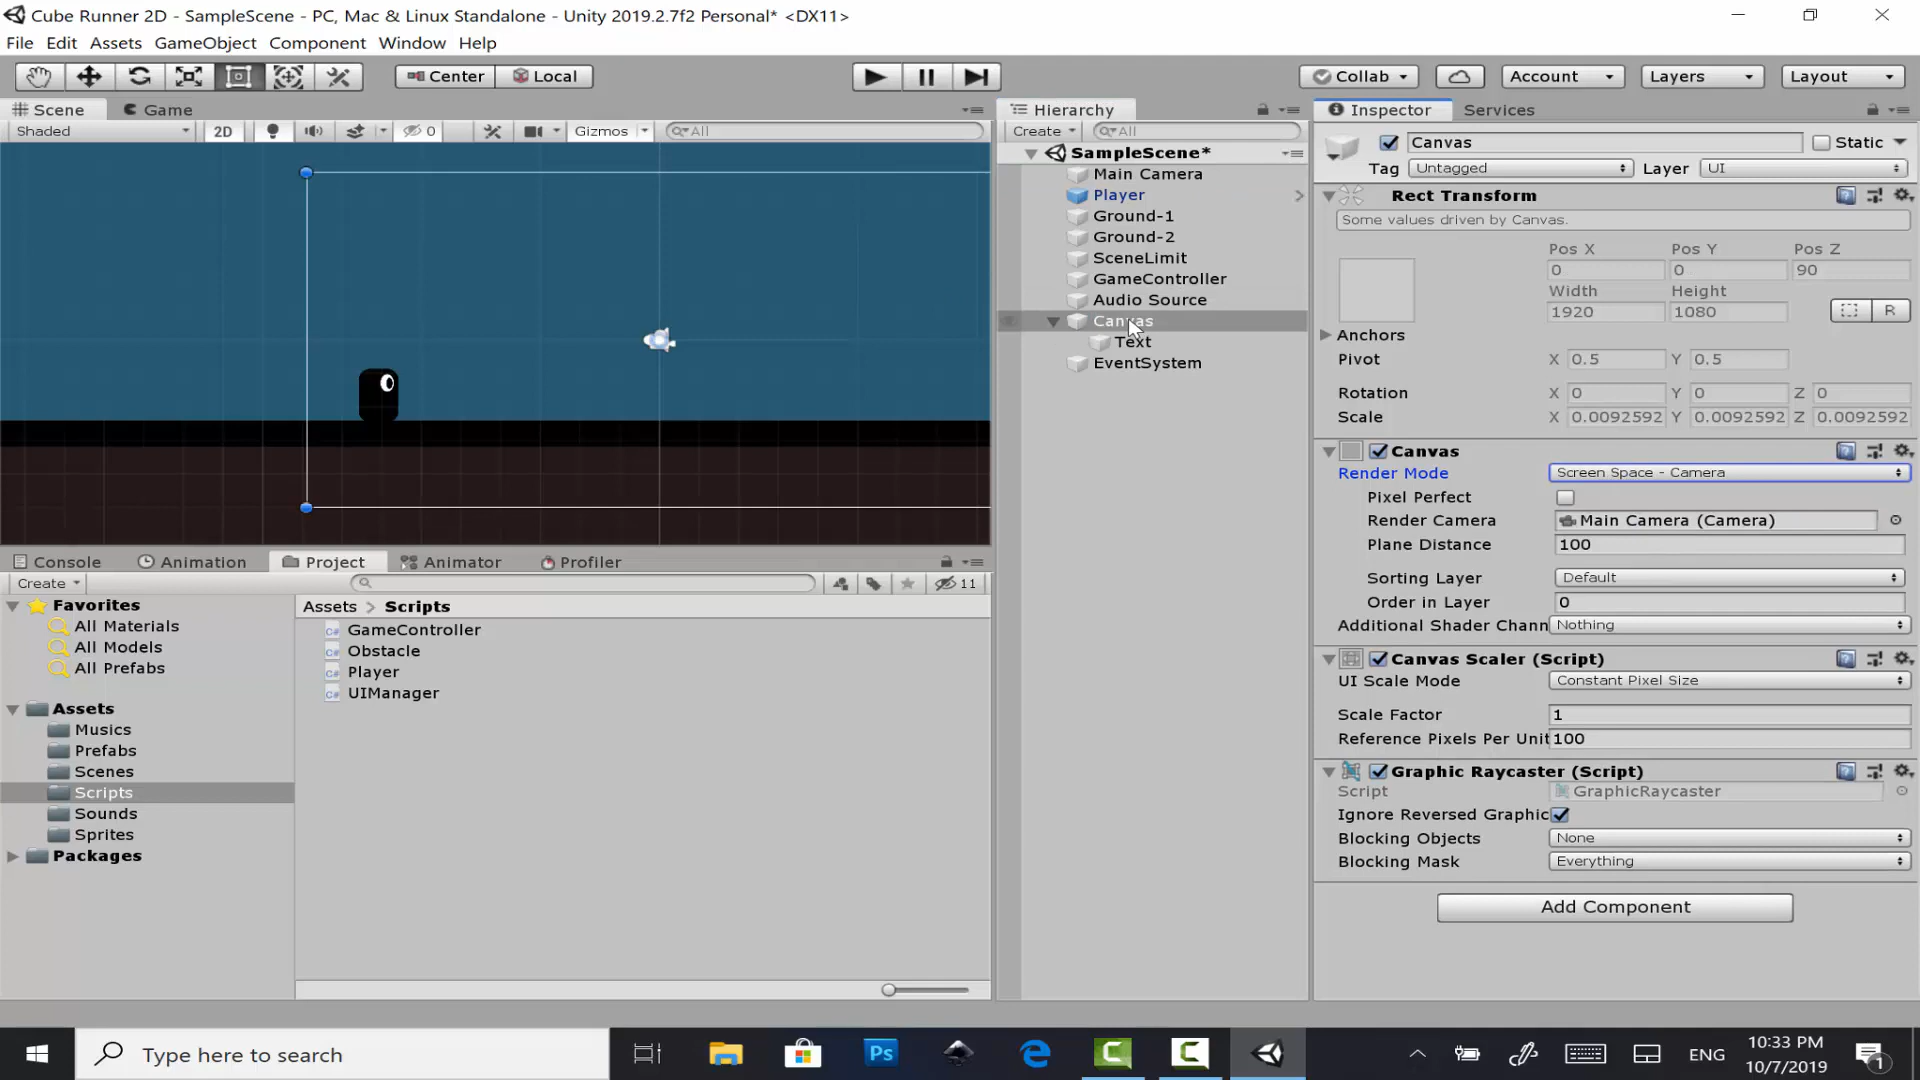 Cube Runner 2D - SampleScene - PC, Mac & Linux Standalone - Unity 2019.2.7f2 Personal* <DX11>
File Edit Assets GameObject Component Window Help
Center Local Collab Account Layers Layout
Scene Game
Shaded 2D 0 Gizmos All
Hierarchy
Create All
SampleScene*
Main Camera
Player
Ground-1
Ground-2
SceneLimit
GameController
Audio Source
Canvas
Text
EventSystem
Inspector Services
Canvas Static
Tag Untagged Layer UI
Rect Transform
Some values driven by Canvas.
Pos X Pos Y Pos Z
0 0 90
Width Height
1920 1080 R
Anchors
Pivot X 0.5 Y 0.5
Rotation X 0 Y 0 Z 0
Scale X 0.0092592 Y 0.0092592 Z 0.0092592
Canvas
Render Mode Screen Space - Camera
Pixel Perfect
Render Camera Main Camera (Camera)
Plane Distance 100
Sorting Layer Default
Order in Layer 0
Additional Shader Chann Nothing
Canvas Scaler (Script)
UI Scale Mode Constant Pixel Size
Scale Factor 1
Reference Pixels Per Unit 100
Graphic Raycaster (Script)
Script GraphicRaycaster
Ignore Reversed Graphic
Blocking Objects None
Blocking Mask Everything
Add Component
Console Animation Project Animator Profiler
Create 11
Favorites
All Materials
All Models
All Prefabs
Assets
Musics
Prefabs
Scenes
Scripts
Sounds
Sprites
Packages
Assets > Scripts
C# GameController
C# Obstacle
C# Player
C# UIManager
Type here to search
Ps
ENG
10:33 PM
10/7/2019
1